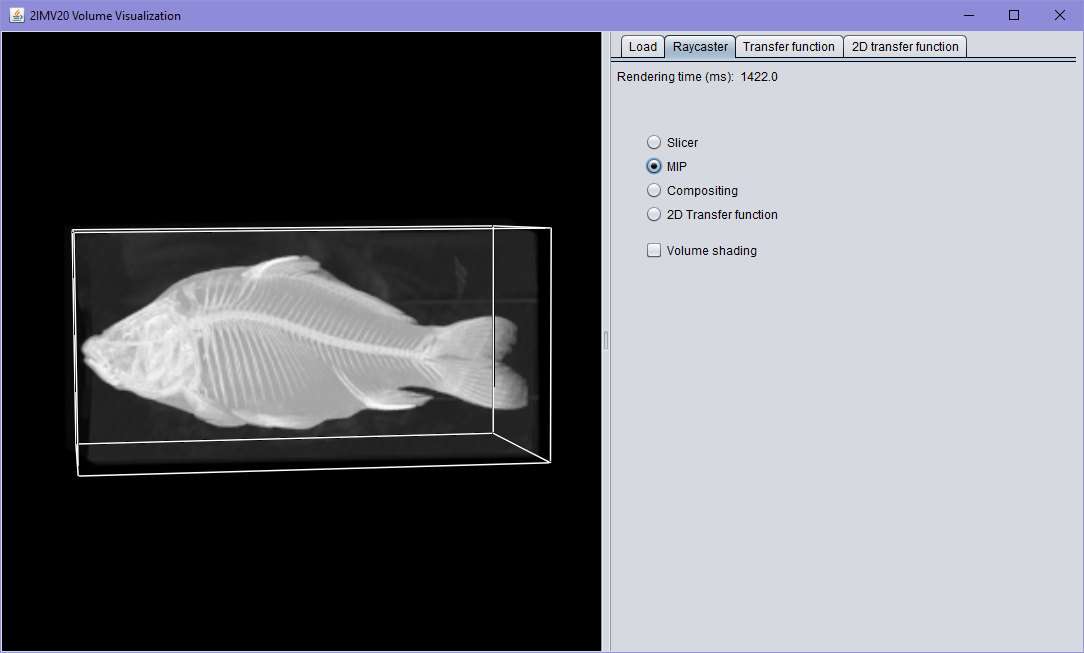 2IMV20 Volume Visualization
Load Raycaster Transfer function 2D transfer function
Rendering time (ms): 1422.0
Slicer
MIP
Compositing
2D Transfer function
Volume shading